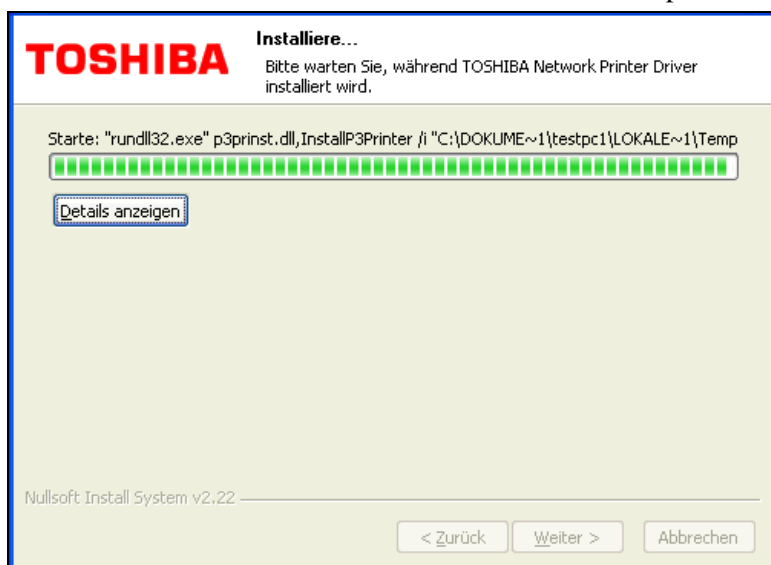 TOSHIBA
Installiere...
Bitte warten Sie, während TOSHIBA Network Printer Driver
installiert wird.
Starte: "rundll32.exe" p3prinst.dll,InstallP3Printer /i "C:\DOKUME~1\testpc1\LOKALE~1\Temp
Details anzeigen
Nullsoft Install System v2.22
< Zurück
Weiter >
Abbrechen